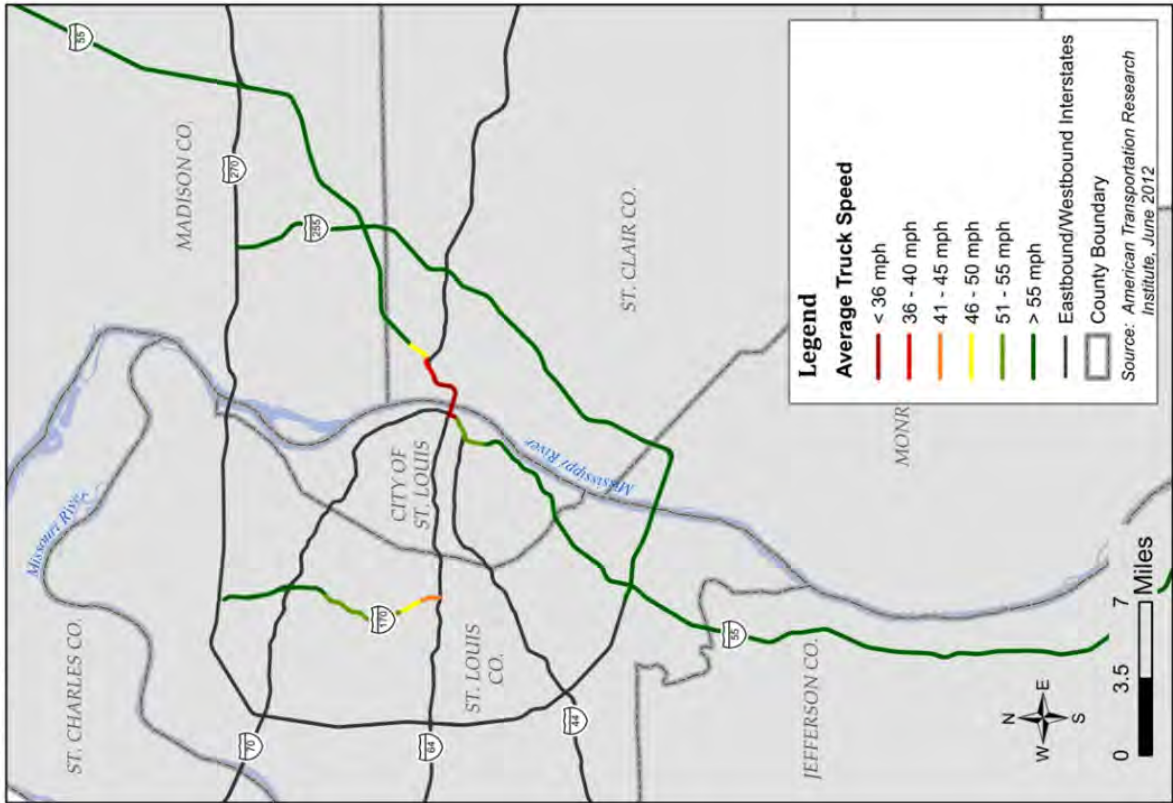 55
MADISON CO.
270
255
Missouri River
ST. CHARLES CO.
CITY OF
ST. LOUIS
170
70
64
ST. LOUIS
CO.
44
ST. CLAIR CO.
Mississippi River
MONR
55
JEFFERSON CO.
N
W
E
S
0
3.5
7
Miles
Legend
Average Truck Speed
< 36 mph
36 - 40 mph
41 - 45 mph
46 - 50 mph
51 - 55 mph
> 55 mph
Eastbound/Westbound Interstates
County Boundary
Source: American Transportation Research
Institute, June 2012